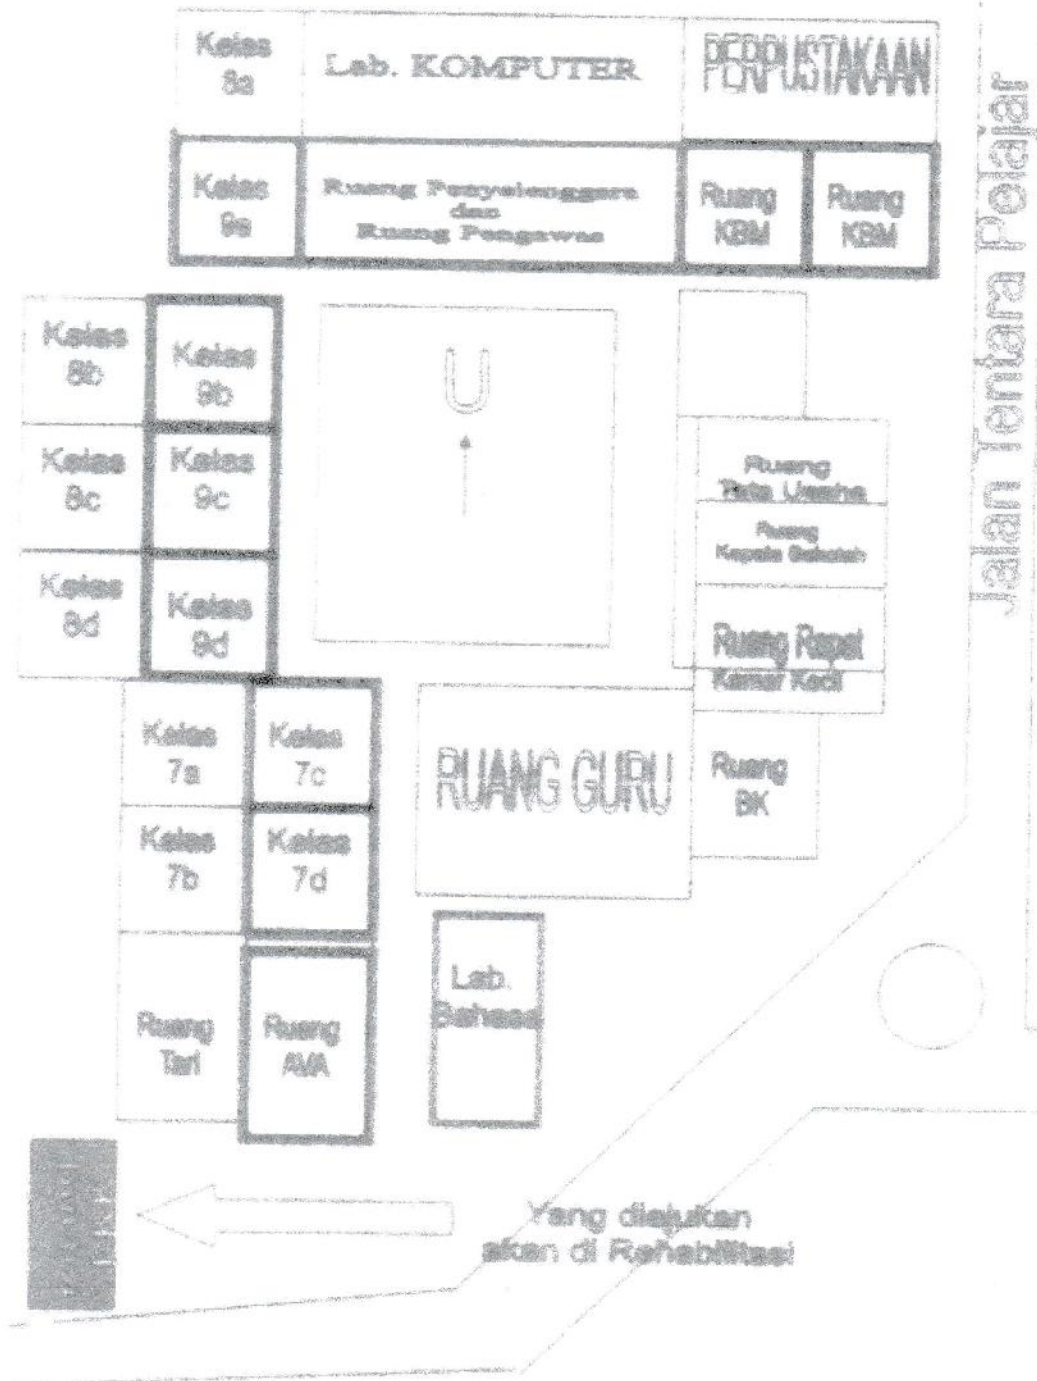 Kelas
8a
Lab. KOMPUTER
PERPUSTAKAAN
Kelas
9a
Ruang Penyelenggara
dan
Ruang Pengawas
Ruang
KBM
Ruang
KBM
Jalan Tentara Pelajar
Kelas
8b
Kelas
9b
U
Kelas
8c
Kelas
9c
Ruang
Tata Usaha
Ruang
Kepala Sekolah
Kelas
8d
Kelas
9d
Ruang Rapat
Kamar Kecil
Kelas
7a
Kelas
7c
RUANG GURU
Ruang
BK
Kelas
7b
Kelas
7d
Lab.
Bahasa
Ruang
Tari
Ruang
AVA
Yang diajukan
akan di Rehabilitasi